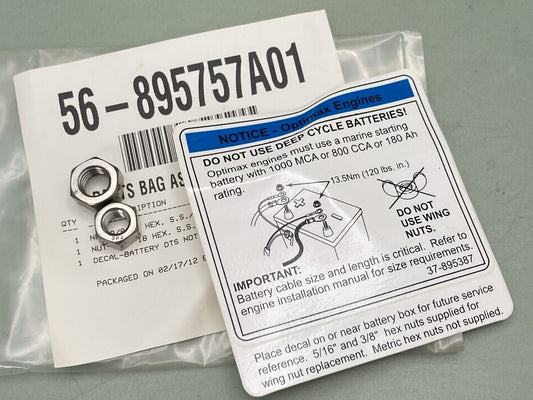 56-895757A01
S BAG AS
QTY
1
1 18 HEX. S.S.
1 DECAL-BATTERY DTS NOT
PACKAGED ON 02/17/12
NOTICE - Optimax Engines
DO NOT USE DEEP CYCLE BATTERIES!
Optimax engines must use a marine starting
battery with 1000 MCA or 800 CCA or 180 Ah
rating.
13.5Nm (120 lbs. in.)
DO NOT
USE WING
NUTS.
IMPORTANT:
Battery cable size and length is critical. Refer to
engine installation manual for size requirements.
37-895387
Place decal on or near battery box for future service
reference. 5/16" and 3/8" hex nuts supplied for
wing nut replacement. Metric hex nuts not supplied.